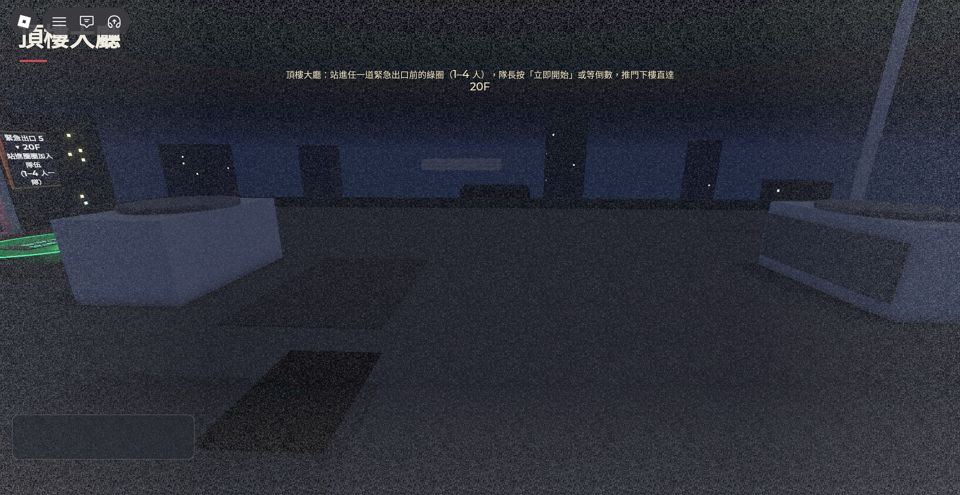 頂樓大廳
頂樓大廳：站進任一道緊急出口前的綠圈（1–4 人），隊長按「立即開始」或等倒數，推門下樓直達
20F
緊急出口 5
▼ 20F
站進圈圈加入
隊伍
（1–4 人一
隊）